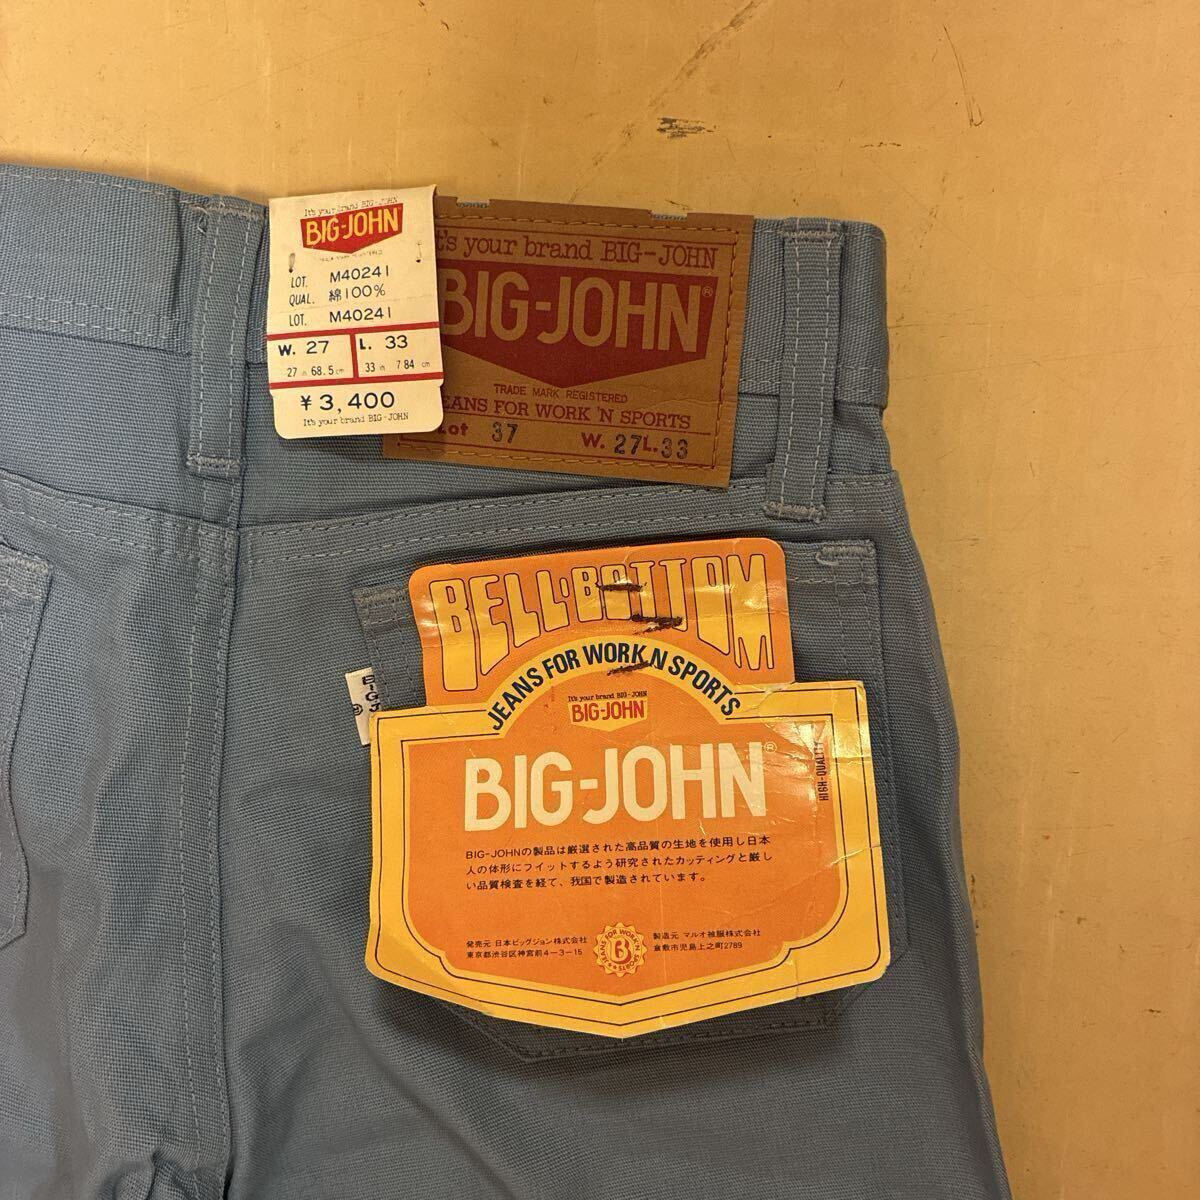 It's your brand BIG-JOHN
BIG-JOHN
LOT. M40241
QUAL. 綿100%
LOT. M40241
W. 27 L. 33
27 in 68.5 cm 33 in 84 cm
¥3,400
It's your brand BIG-JOHN
It's your brand BIG-JOHN
BIG-JOHN®
TRADE MARK REGISTERED
JEANS FOR WORK 'N SPORTS
Lot 37 W. 27 L. 33
BELL-BOTTOM
JEANS FOR WORK 'N SPORTS
It's your brand BIG-JOHN
BIG-JOHN
BIG-JOHN®
HIGH-QUALITY
BIG-JOHNの製品は厳選された高品質の生地を使用し日本
人の体形にフィットするよう研究されたカッティングと厳し
い品質検査を経て、我国で製造されています。
発売元 日本ビッグジョン株式会社
東京都渋谷区神宮前4-3-15
JEANS FOR WORK'N SPORTS
B
製造元 マルオ被服株式会社
倉敷市児島上之町2789
BIG J
®